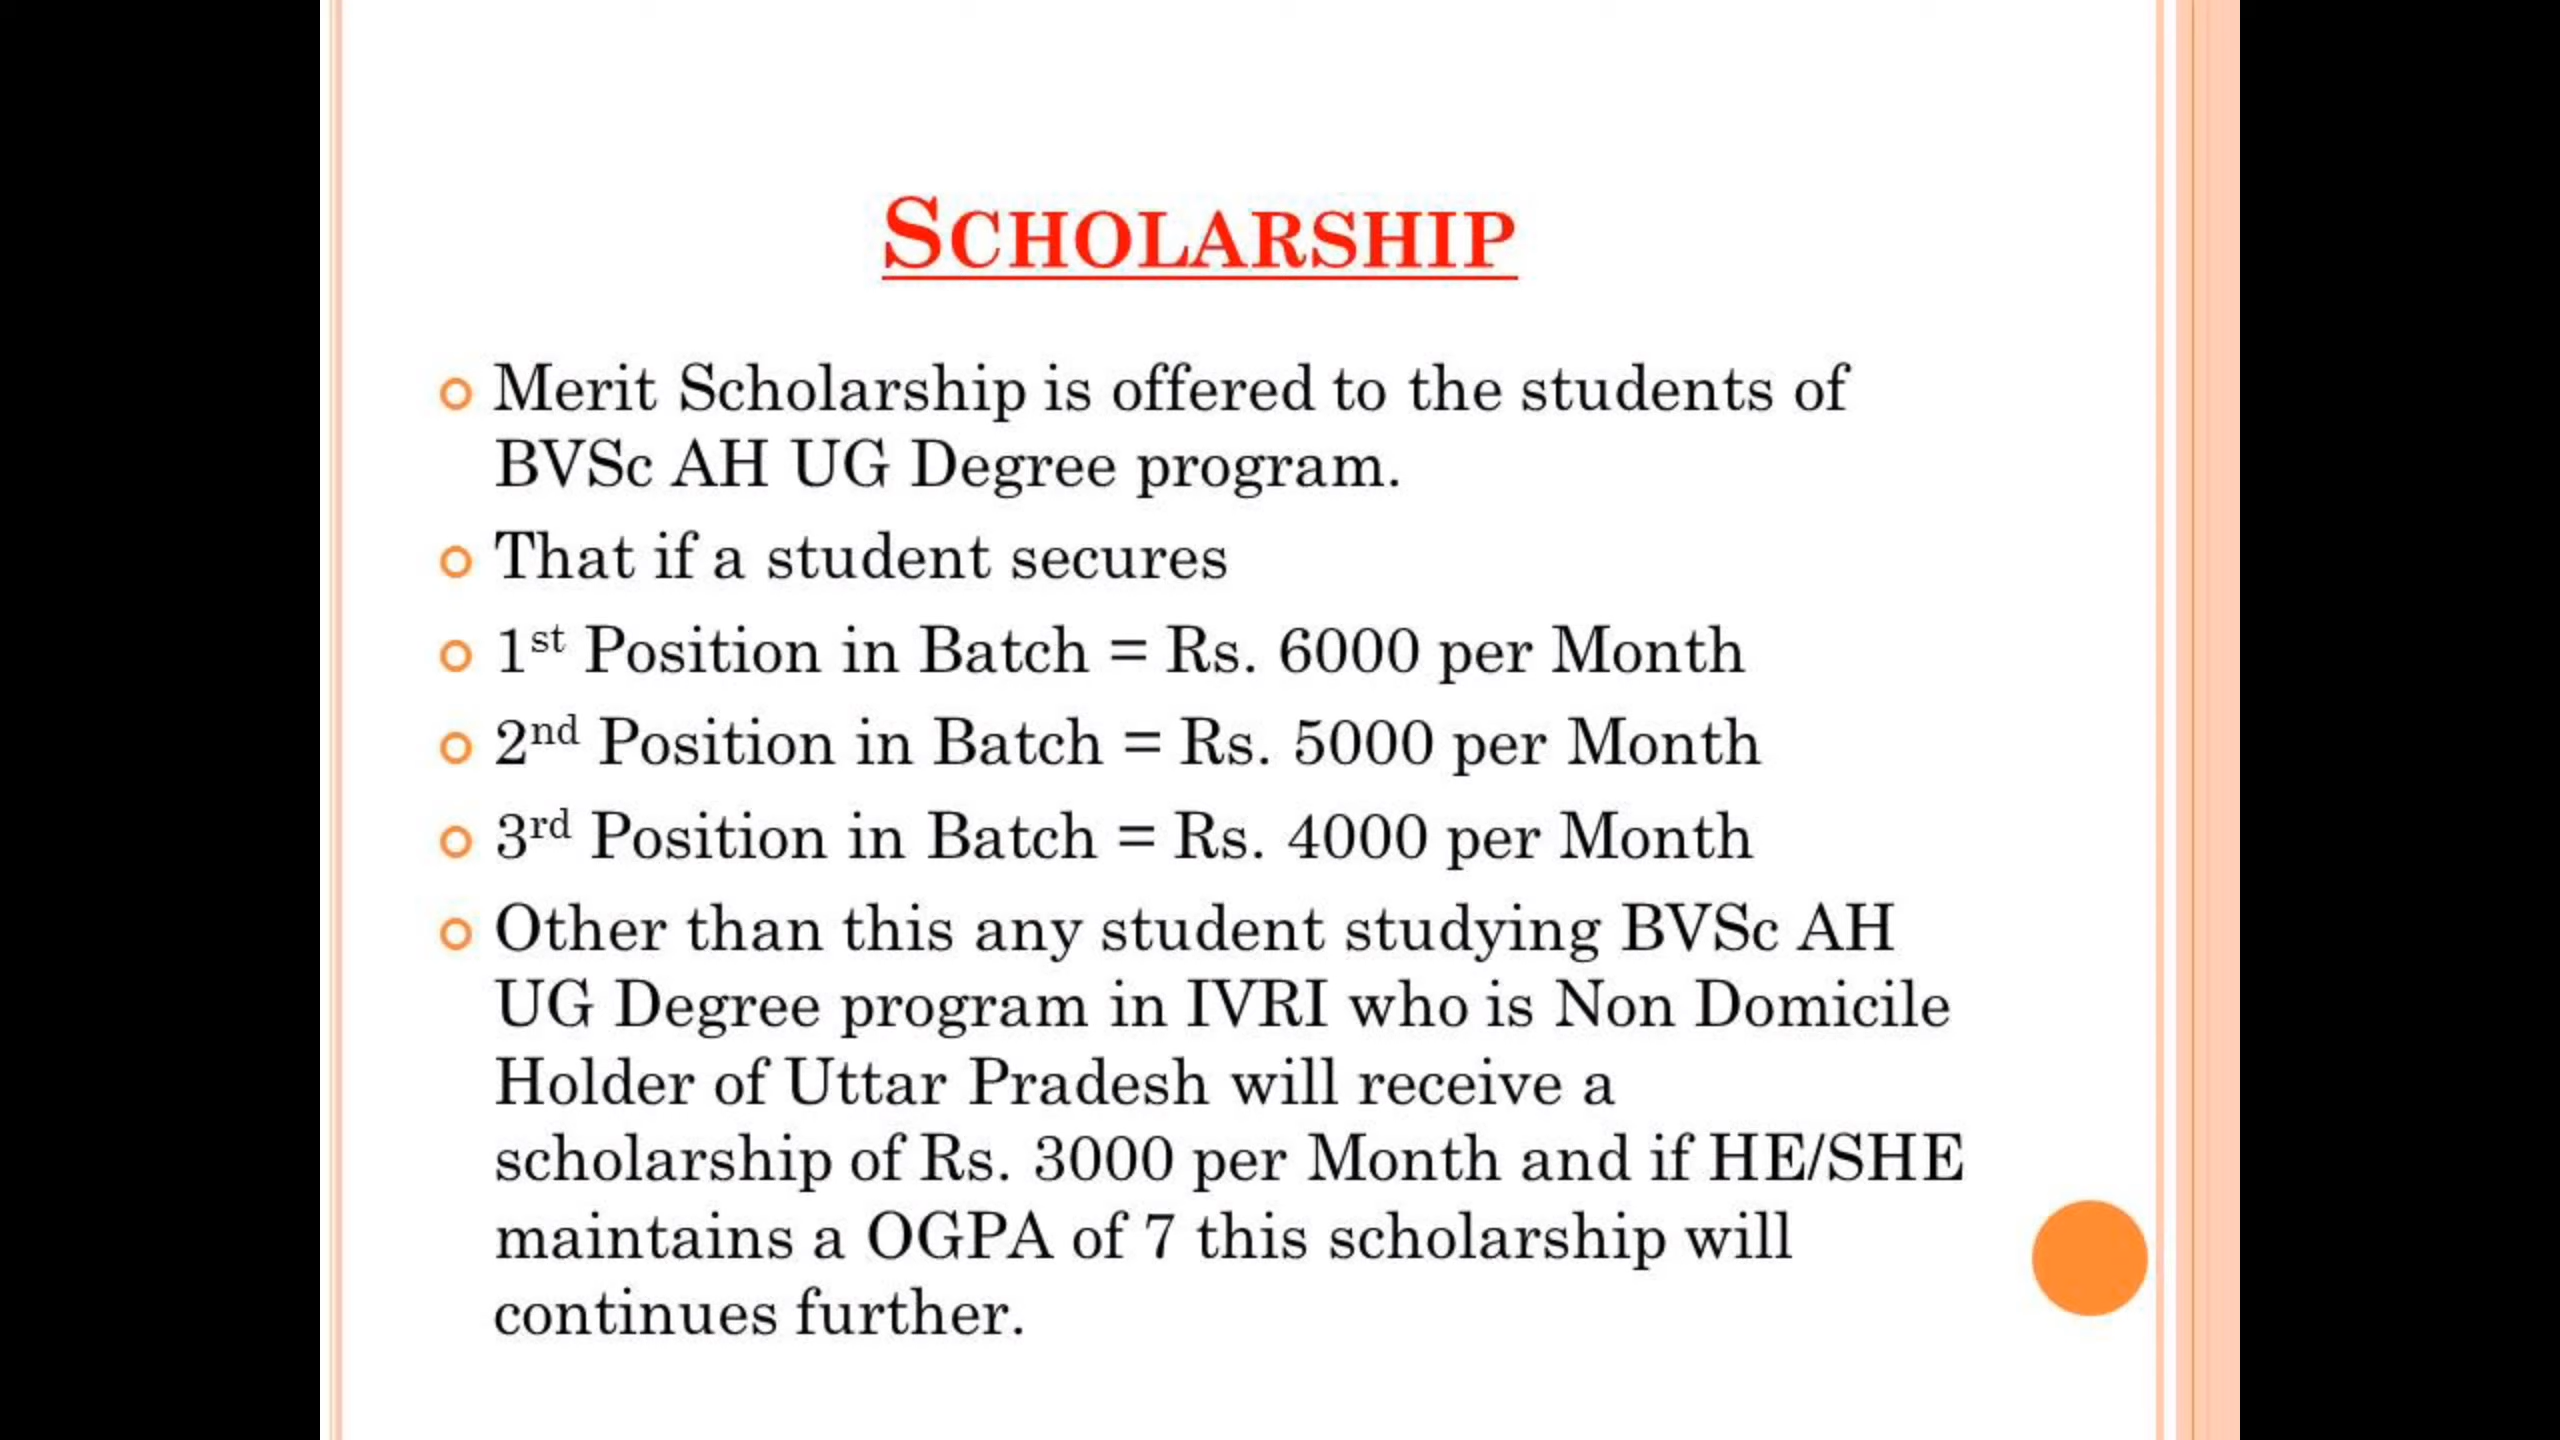 SCHOLARSHIP
Merit Scholarship is offered to the students of
BVSc AH UG Degree program.
That if a student secures
1st Position in Batch = Rs. 6000 per Month
2nd Position in Batch = Rs. 5000 per Month
3rd Position in Batch = Rs. 4000 per Month
Other than this any student studying BVSc AH
UG Degree program in IVRI who is Non Domicile
Holder of Uttar Pradesh will receive a
scholarship of Rs. 3000 per Month and if HE/SHE
maintains a OGPA of 7 this scholarship will
continues further.